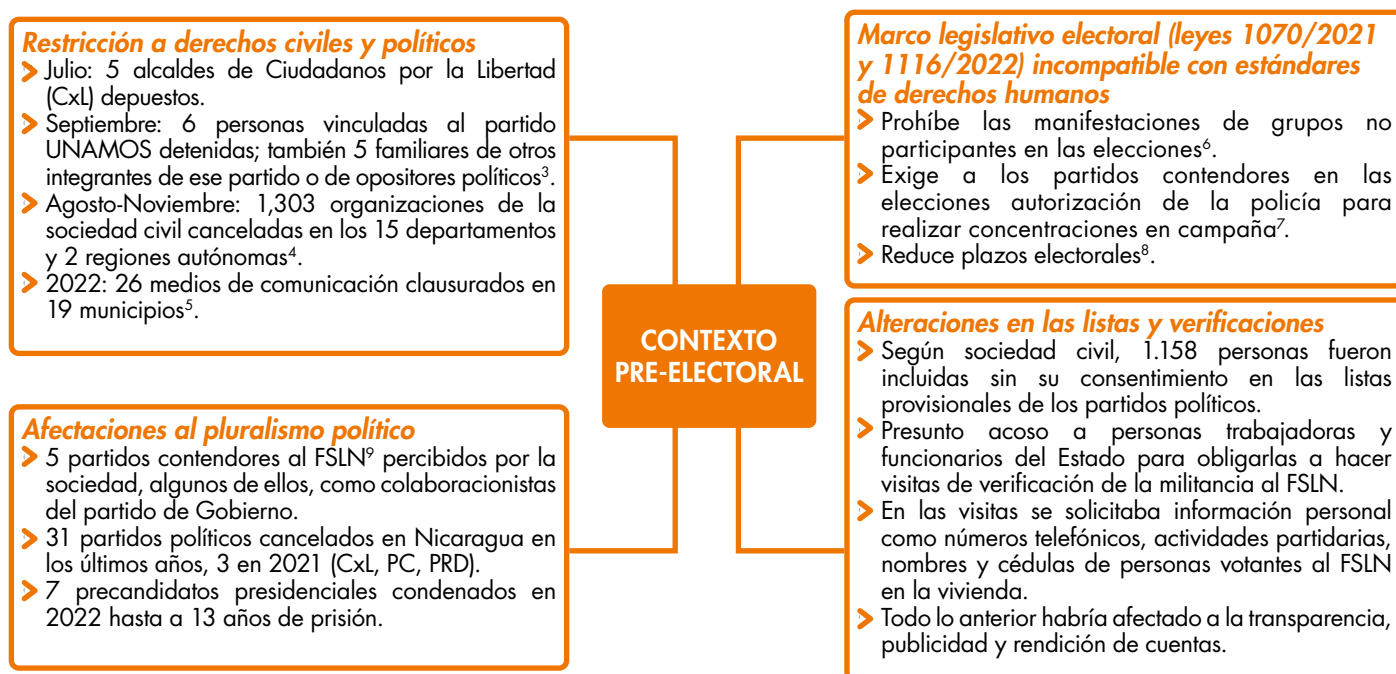 Restricción a derechos civiles y políticos
Julio: 5 alcaldes de Ciudadanos por la Libertad
(CxL) depuestos.
Septiembre: 6 personas vinculadas al partido
UNAMOS detenidas; también 5 familiares de otros
integrantes de ese partido o de opositores políticos³.
Agosto-Noviembre: 1,303 organizaciones de la
sociedad civil canceladas en los 15 departamentos
y 2 regiones autónomas⁴.
2022: 26 medios de comunicación clausurados en
19 municipios⁵.
Afectaciones al pluralismo político
5 partidos contendores al FSLN⁹ percibidos por la
sociedad, algunos de ellos, como colaboracionistas
del partido de Gobierno.
31 partidos políticos cancelados en Nicaragua en
los últimos años, 3 en 2021 (CxL, PC, PRD).
7 precandidatos presidenciales condenados en
2022 hasta a 13 años de prisión.
CONTEXTO
PRE-ELECTORAL
Marco legislativo electoral (leyes 1070/2021
y 1116/2022) incompatible con estándares
de derechos humanos
Prohíbe las manifestaciones de grupos no
participantes en las elecciones⁶.
Exige a los partidos contendores en las
elecciones autorización de la policía para
realizar concentraciones en campaña⁷.
Reduce plazos electorales⁸.
Alteraciones en las listas y verificaciones
Según sociedad civil, 1.158 personas fueron
incluidas sin su consentimiento en las listas
provisionales de los partidos políticos.
Presunto acoso a personas trabajadoras y
funcionarios del Estado para obligarlas a hacer
visitas de verificación de la militancia al FSLN.
En las visitas se solicitaba información personal
como números telefónicos, actividades partidarias,
nombres y cédulas de personas votantes al FSLN
en la vivienda.
Todo lo anterior habría afectado a la transparencia,
publicidad y rendición de cuentas.